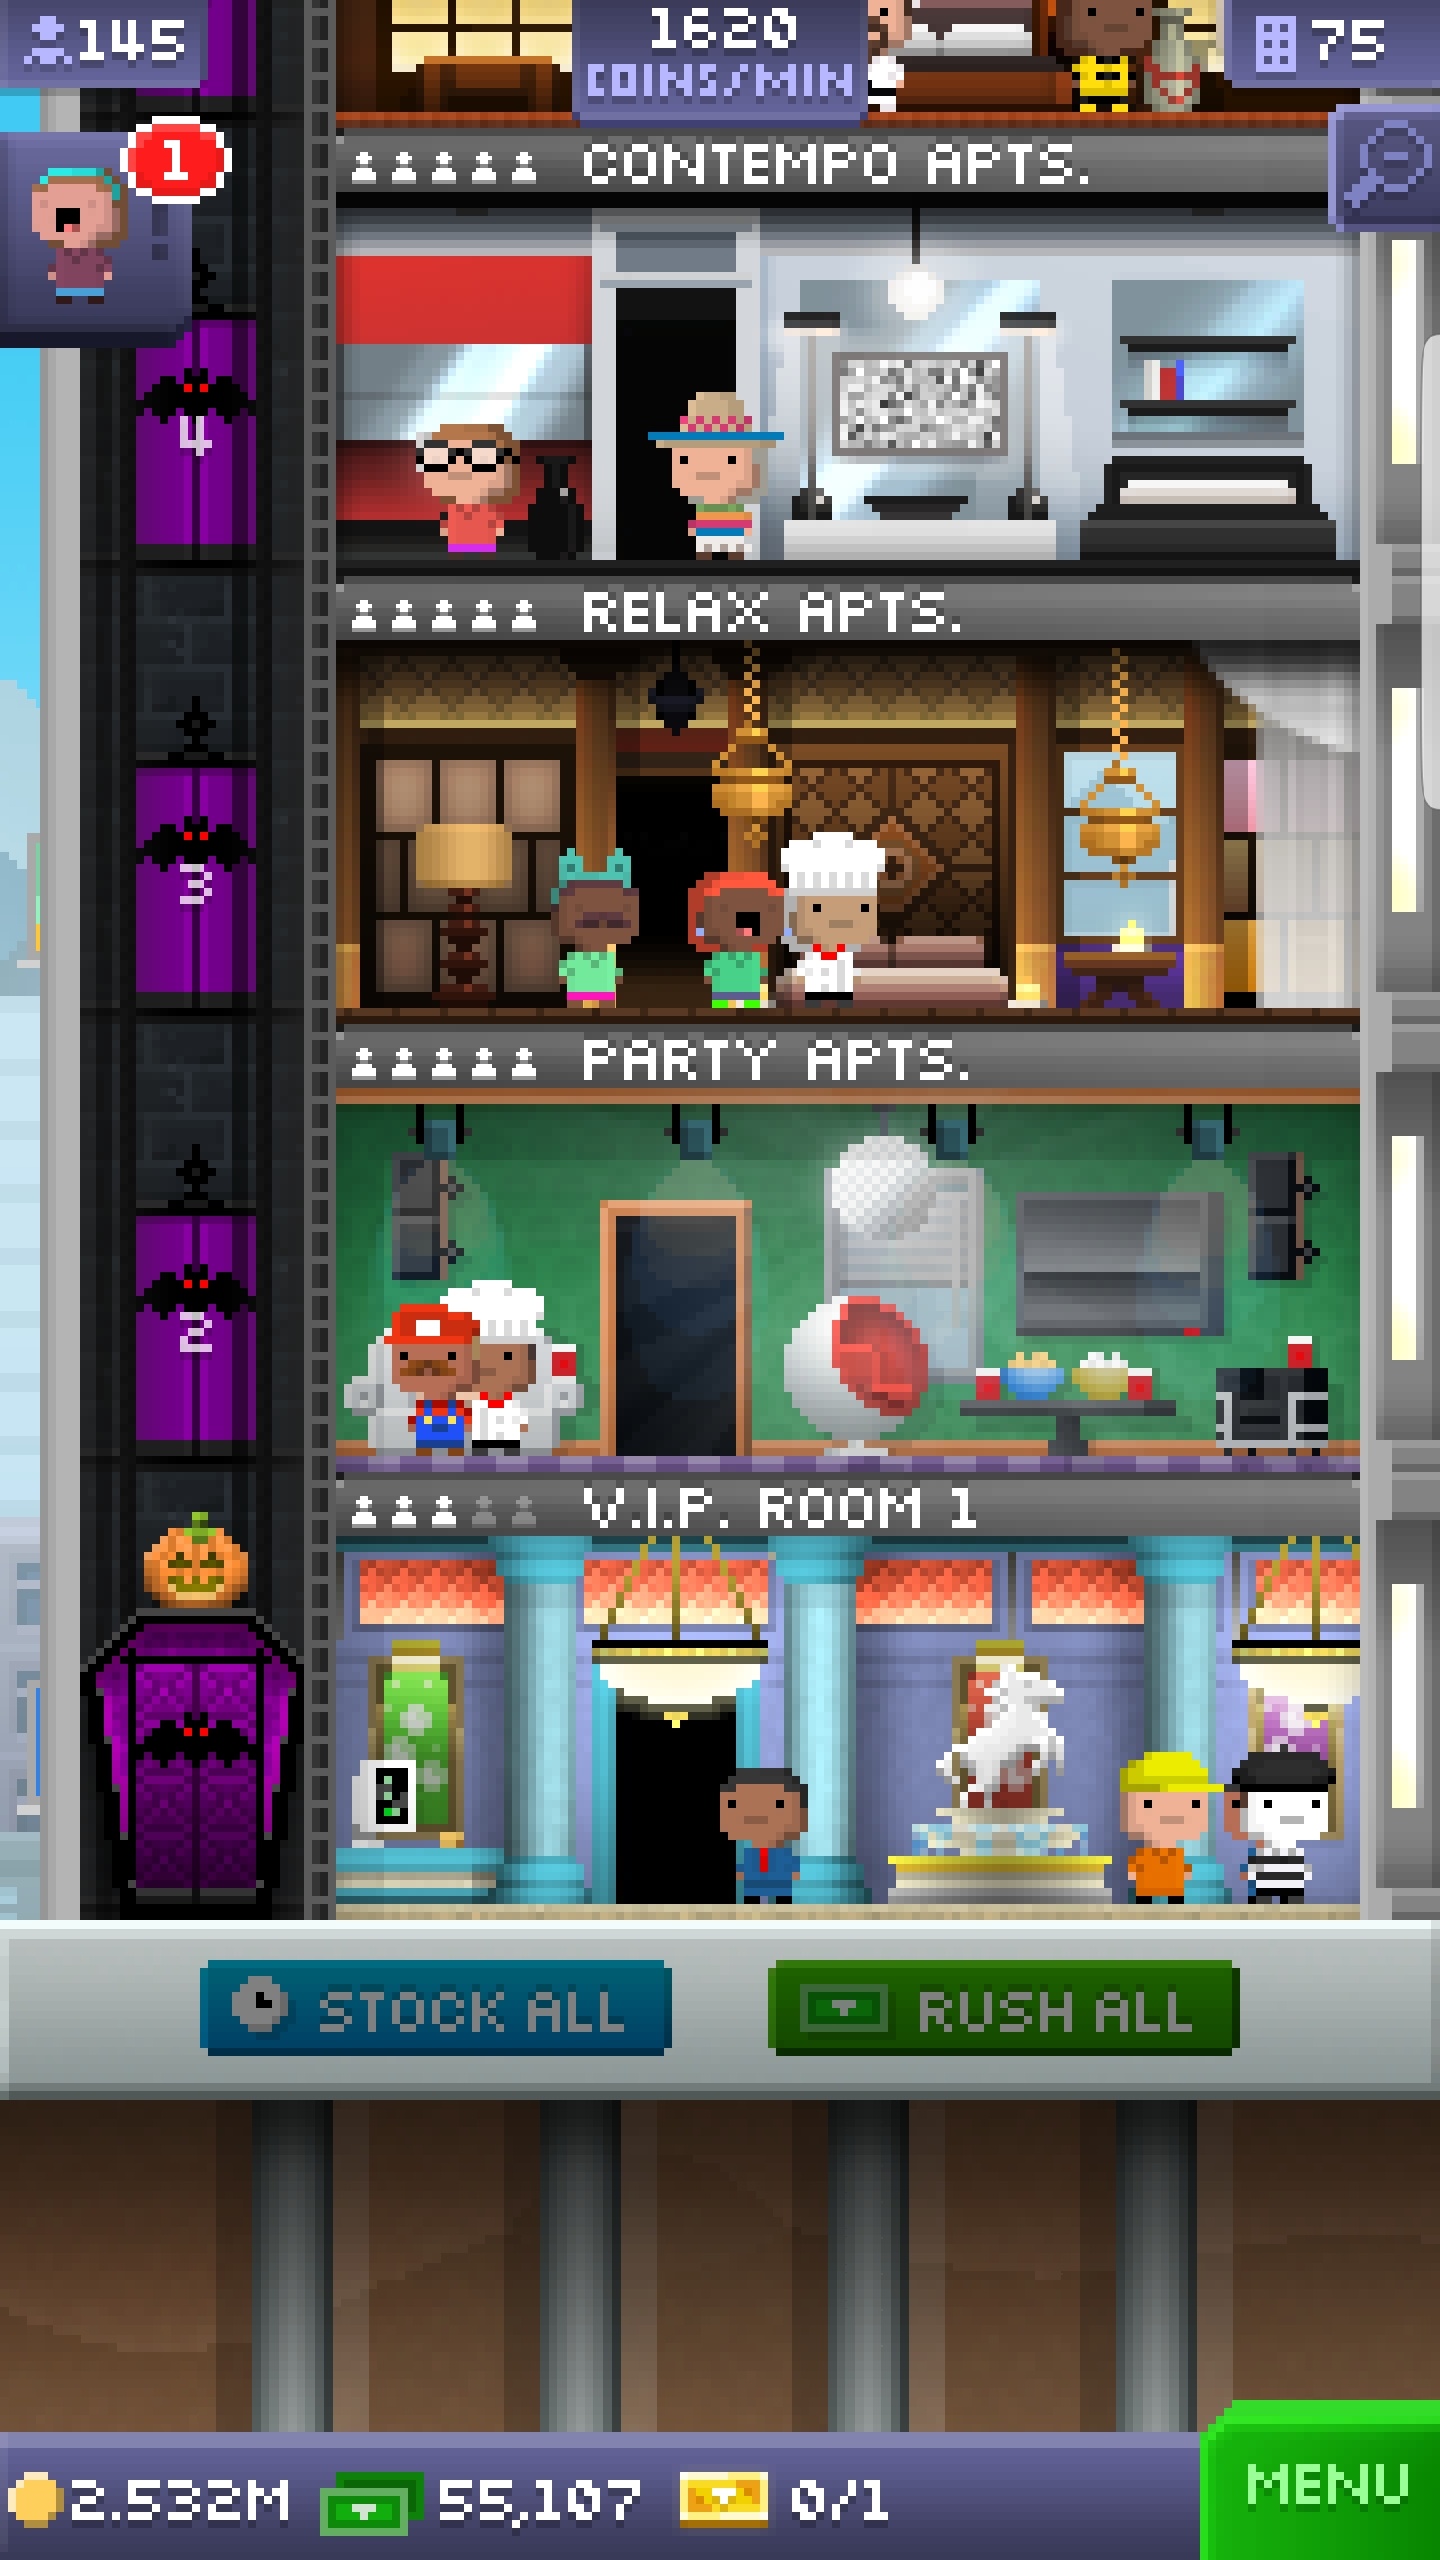 145
1620
COINS/MIN
75
1
CONTEMPO APTS.
4
RELAX APTS.
3
PARTY APTS.
2
V.I.P. ROOM 1
STOCK ALL
RUSH ALL
2.532M
55,107
0/1
MENU